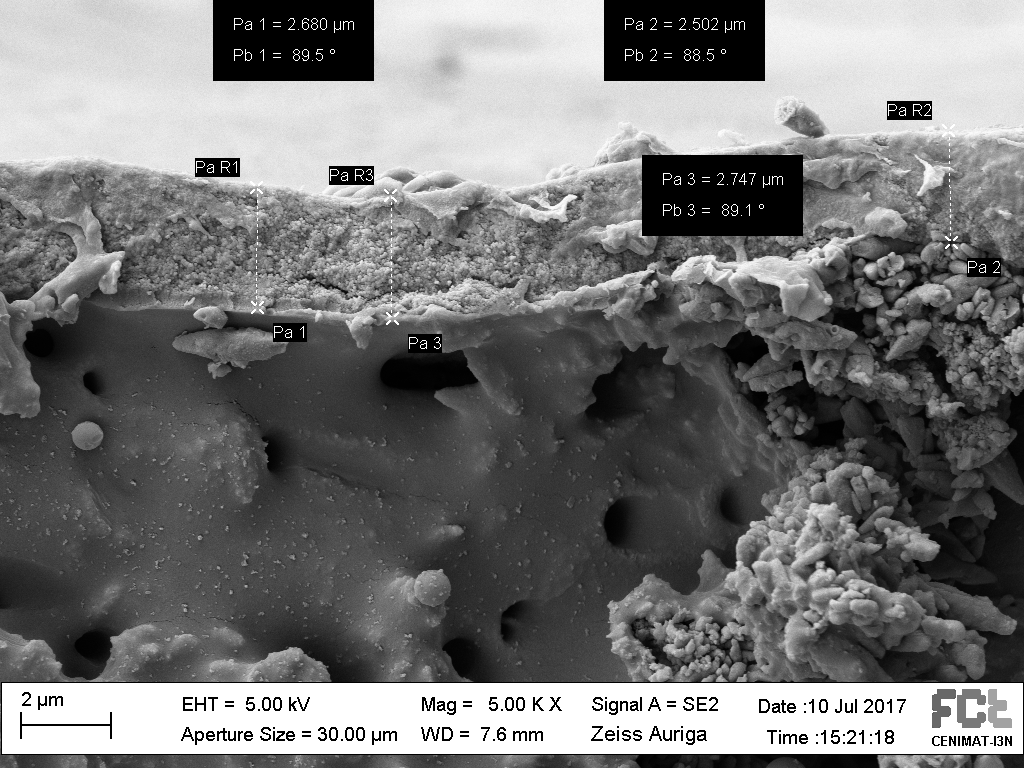 Pa 1 = 2.680 µm
Pb 1 =  89.5 °
Pa 2 = 2.502 µm
Pb 2 =  88.5 °
Pa R2
Pa R1
Pa R3
Pa 3 = 2.747 µm
Pb 3 =  89.1 °
Pa 2
Pa 1
Pa 3
2 µm
EHT =  5.00 kV
Mag =   5.00 K X
Signal A = SE2
Date :10 Jul 2017
Aperture Size = 30.00 µm
WD =  7.6 mm
Zeiss Auriga
Time :15:21:18
FCt
CENIMAT-I3N